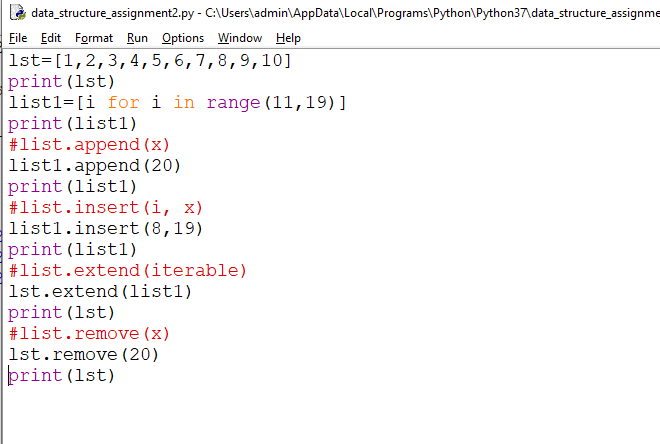 data_structure_assignment2.py - C:\Users\admin\AppData\Local\Programs\Python\Python37\data_structure_assignme
File Edit Format Run Options Window Help
lst=[1,2,3,4,5,6,7,8,9,10]
print(lst)
list1=[i for i in range(11,19)]
print(list1)
#list.append(x)
list1.append(20)
print(list1)
#list.insert(i, x)
list1.insert(8,19)
print(list1)
#list.extend(iterable)
lst.extend(list1)
print(lst)
#list.remove(x)
lst.remove(20)
print(lst)